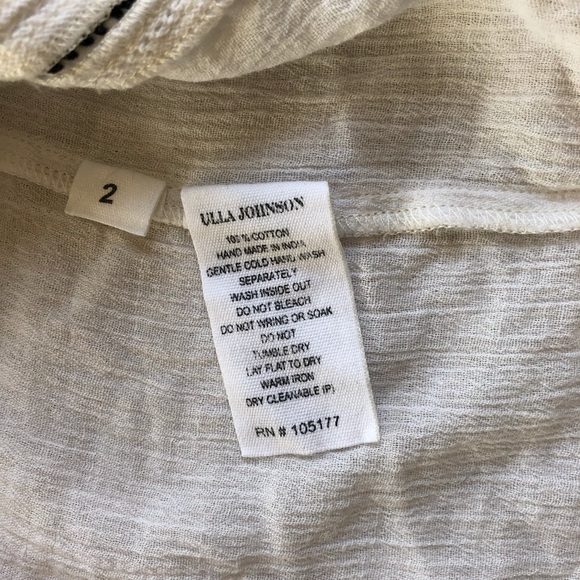 2
ULLA JOHNSON
100 % COTTON
HAND MADE IN INDIA
GENTLE COLD HAND WASH
SEPARATELY
WASH INSIDE OUT
DO NOT BLEACH
DO NOT WRING OR SOAK
DO NOT
TUMBLE DRY
LAY FLAT TO DRY
WARM IRON
DRY CLEANABLE (P)
RN # 105177